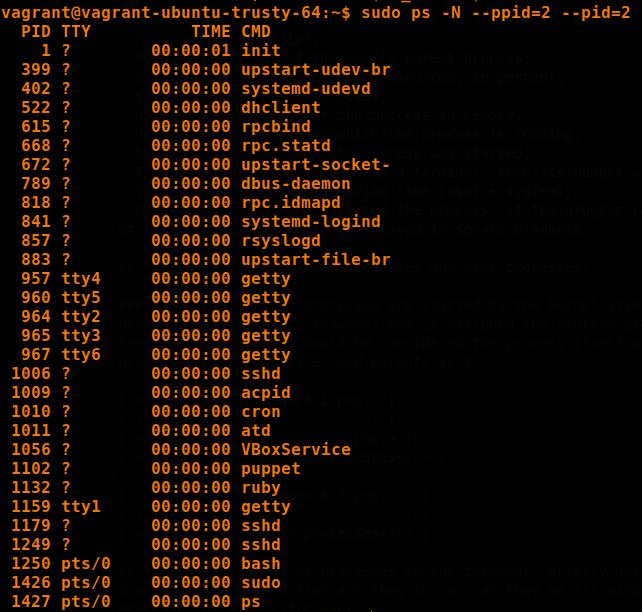 vagrant@vagrant-ubuntu-trusty-64:~$ sudo ps -N --ppid=2 --pid=2
PID TTY TIME CMD
1 ? 00:00:01 init
399 ? 00:00:00 upstart-udev-br
402 ? 00:00:00 systemd-udevd
522 ? 00:00:00 dhclient
615 ? 00:00:00 rpcbind
668 ? 00:00:00 rpc.statd
672 ? 00:00:00 upstart-socket-
789 ? 00:00:00 dbus-daemon
818 ? 00:00:00 rpc.idmapd
841 ? 00:00:00 systemd-logind
857 ? 00:00:00 rsyslogd
883 ? 00:00:00 upstart-file-br
957 tty4 00:00:00 getty
960 tty5 00:00:00 getty
964 tty2 00:00:00 getty
965 tty3 00:00:00 getty
967 tty6 00:00:00 getty
1006 ? 00:00:00 sshd
1009 ? 00:00:00 acpid
1010 ? 00:00:00 cron
1011 ? 00:00:00 atd
1056 ? 00:00:00 VBoxService
1102 ? 00:00:00 puppet
1132 ? 00:00:00 ruby
1159 tty1 00:00:00 getty
1179 ? 00:00:00 sshd
1249 ? 00:00:00 sshd
1250 pts/0 00:00:00 bash
1426 pts/0 00:00:00 sudo
1427 pts/0 00:00:00 ps